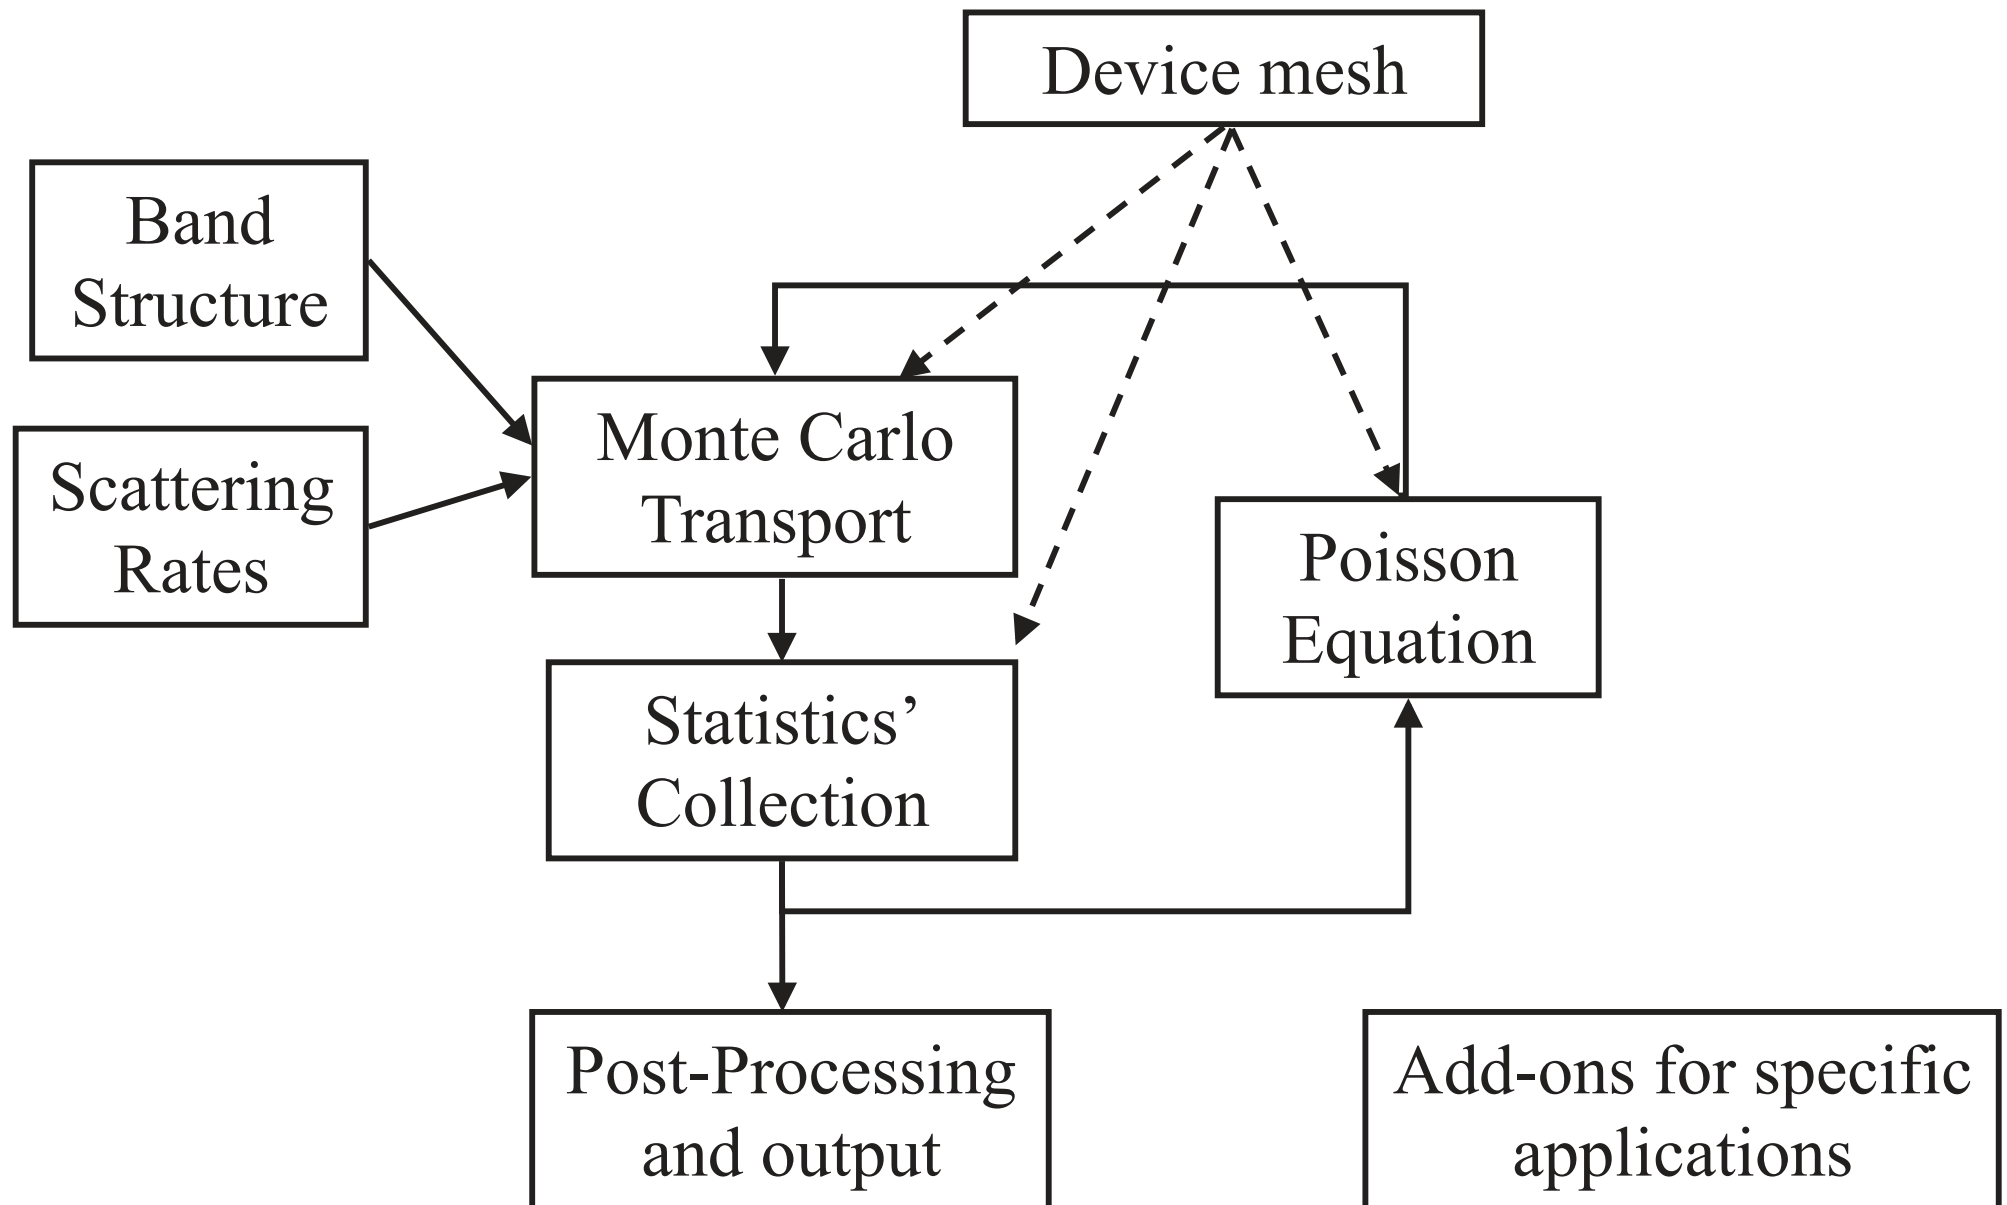 Device mesh
Band
Structure
Scattering
Rates
Monte Carlo
Transport
Poisson
Equation
Statistics’
Collection
Post-Processing
and output
Add-ons for specific
applications